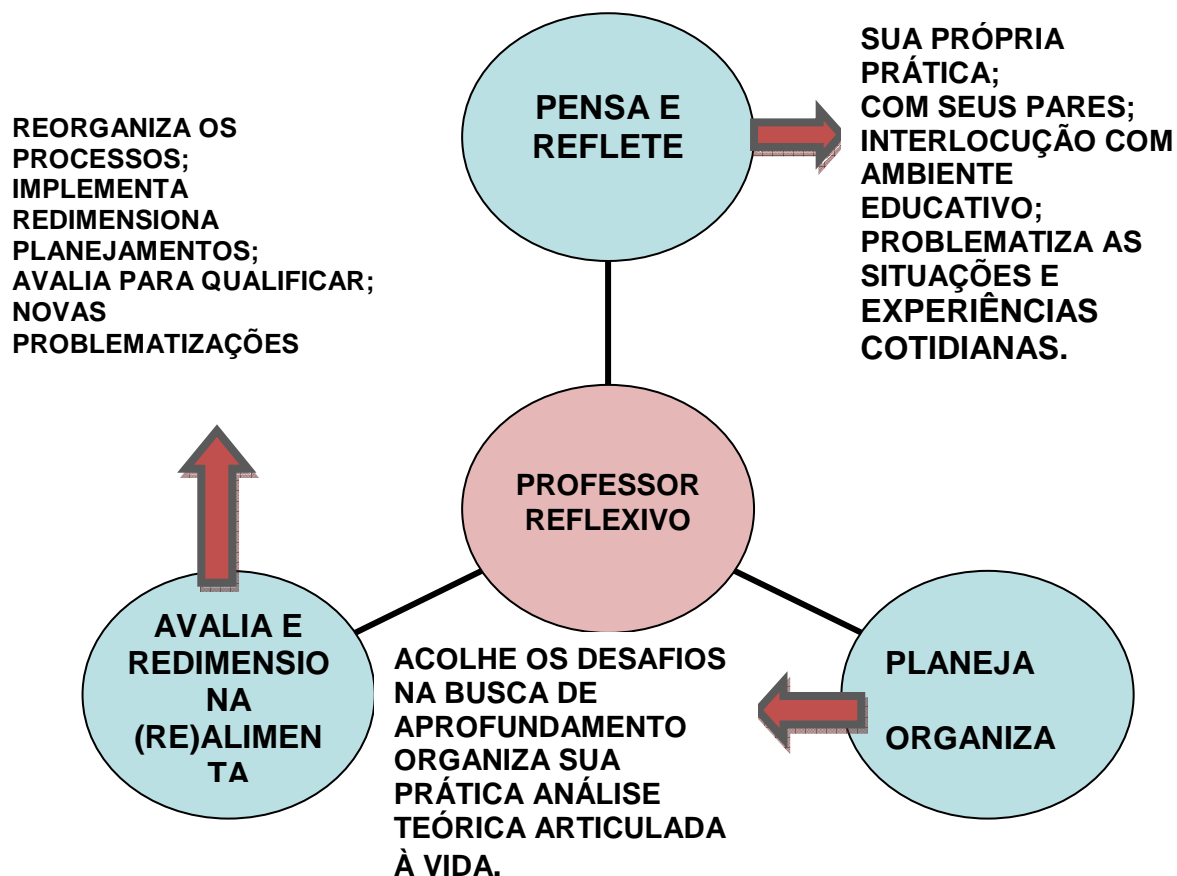 PENSA E
REFLETE
SUA PRÓPRIA
PRÁTICA;
COM SEUS PARES;
INTERLOCUÇÃO COM
AMBIENTE
EDUCATIVO;
PROBLEMATIZA AS
SITUAÇÕES E
EXPERIÊNCIAS
COTIDIANAS.
REORGANIZA OS
PROCESSOS;
IMPLEMENTA
REDIMENSIONA
PLANEJAMENTOS;
AVALIA PARA QUALIFICAR;
NOVAS
PROBLEMATIZAÇÕES
PROFESSOR
REFLEXIVO
AVALIA E
REDIMENSIO
NA
(RE)ALIMEN
TA
ACOLHE OS DESAFIOS
NA BUSCA DE
APROFUNDAMENTO
ORGANIZA SUA
PRÁTICA ANÁLISE
TEÓRICA ARTICULADA
À VIDA.
PLANEJA
ORGANIZA